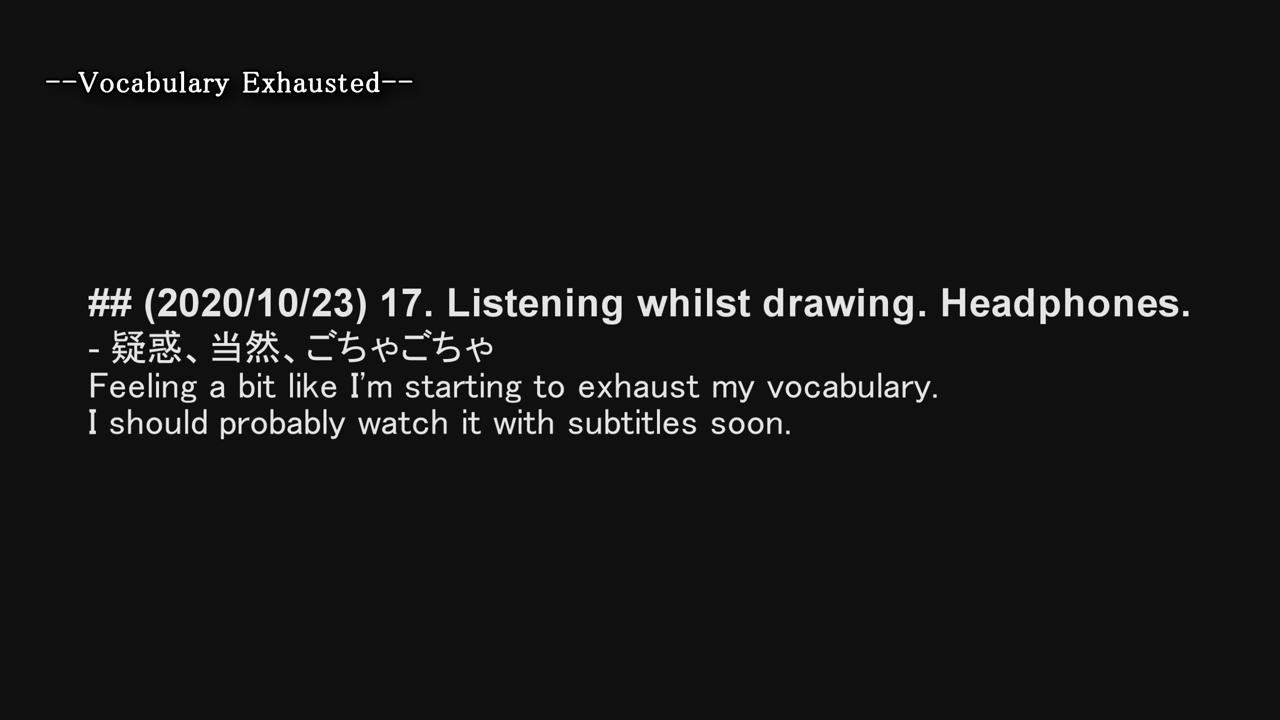 --Vocabulary Exhausted--
## (2020/10/23) 17. Listening whilst drawing. Headphones.
- 疑惑、当然、ごちゃごちゃ
Feeling a bit like I'm starting to exhaust my vocabulary.
I should probably watch it with subtitles soon.